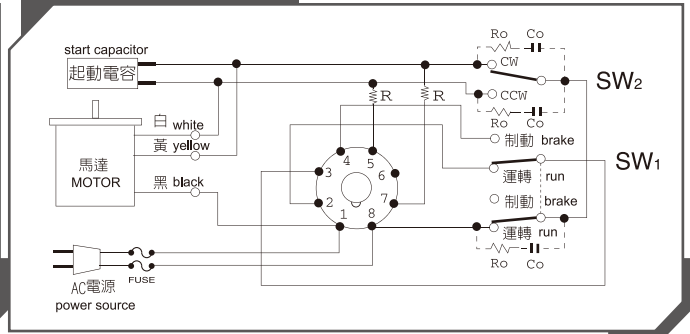 start capacitor
起動電容
白 white
黃 yellow
馬達
MOTOR
黑 black
AC電源
power source
FUSE
R
R
4
5
3
6
2
7
1
8
Ro Co
CW
CCW
Ro Co
SW2
制動 brake
運轉 run
SW1
制動 brake
運轉 run
Ro Co